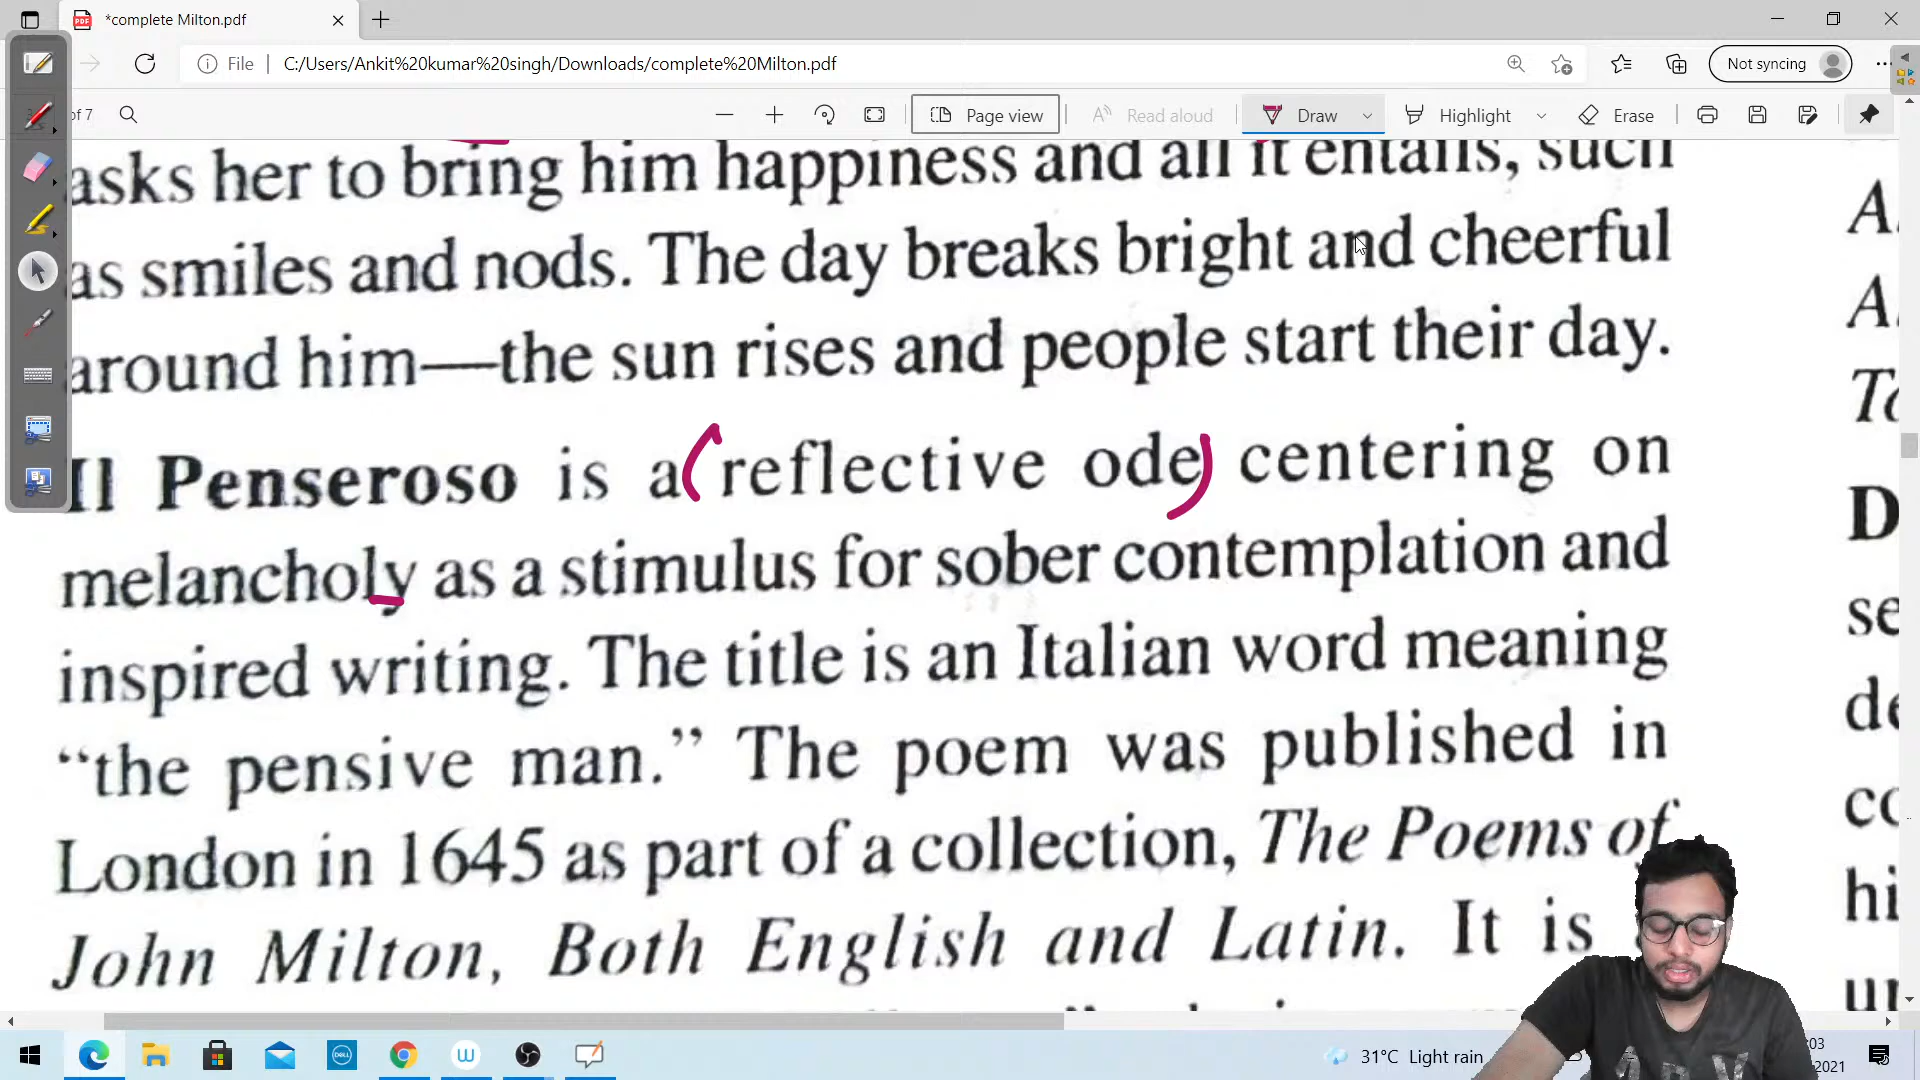 *complete Milton.pdf
File C:/Users/Ankit%20kumar%20singh/Downloads/complete%20Milton.pdf Not syncing
of 7 Page view Read aloud Draw Highlight Erase
asks her to bring him happiness and all it entails, such
as smiles and nods. The day breaks bright and cheerful
around him—the sun rises and people start their day.
Il Penseroso is a reflective ode centering on
melancholy as a stimulus for sober contemplation and
inspired writing. The title is an Italian word meaning
“the pensive man.” The poem was published in
London in 1645 as part of a collection, The Poems of
John Milton, Both English and Latin. It is
D
31°C Light rain
:03
2021